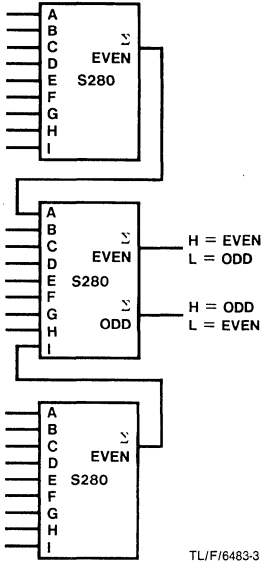 A
B
C
D
E
F
G
H
I
Σ
EVEN
S280
A
B
C
D
E
F
G
H
I
Σ
EVEN
S280
Σ
ODD
H = EVEN
L = ODD
H = ODD
L = EVEN
A
B
C
D
E
F
G
H
I
Σ
EVEN
S280
TL/F/6483-3